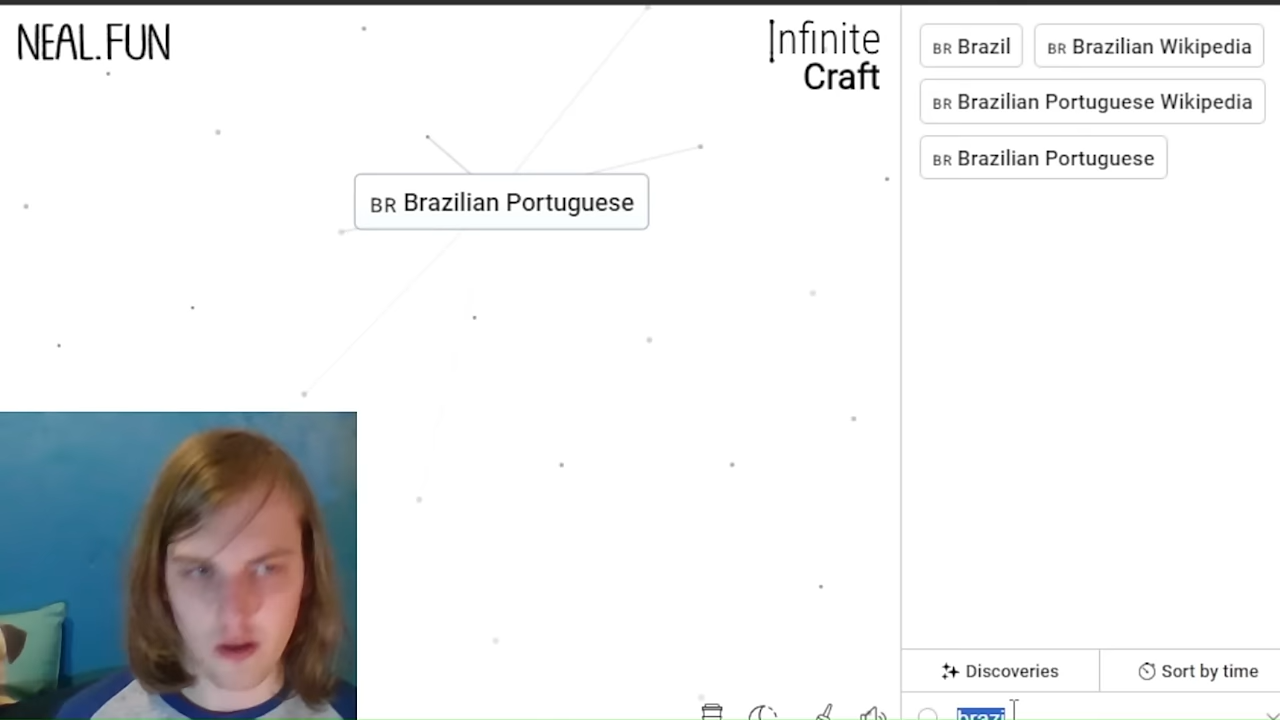 NEAL.FUN
Infinite
Craft
BR Brazil
BR Brazilian Wikipedia
BR Brazilian Portuguese Wikipedia
BR Brazilian Portuguese
BR Brazilian Portuguese
Discoveries
Sort by time
brazi